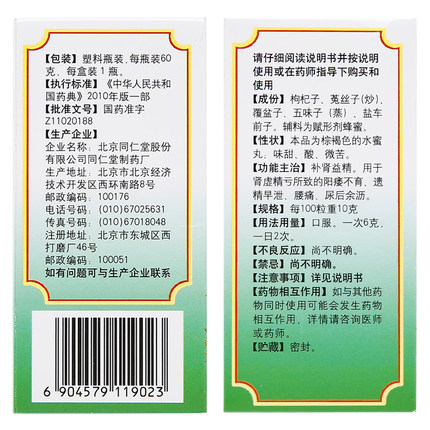 【包装】塑料瓶装，每瓶装60
克，每盒装1瓶。
【执行标准】《中华人民共和
国药典》2010年版一部
【批准文号】国药准字
Z11020188
【生产企业】
企业名称：北京同仁堂股份
有限公司同仁堂制药厂
生产地址：北京市北京经济
技术开发区西环南路8号
邮政编码：100176
电话号码：(010)67025631
传真号码：(010)67018048
注册地址：北京市东城区西
打磨厂46号
邮政编码：100051
如有问题可与生产企业联系
6 904579 119023
请仔细阅读说明书并按说明
使用或在药师指导下购买和
使用
【成份】枸杞子、菟丝子(炒)、
覆盆子、五味子(蒸)、盐车
前子。辅料为赋形剂蜂蜜。
【性状】本品为棕褐色的水蜜
丸；味甜、酸、微苦。
【功能主治】补肾益精。用于
肾虚精亏所致的阳痿不育、遗
精早泄、腰痛、尿后余沥。
【规格】每100粒重10克
【用法用量】口服。一次6克，
一日2次。
【不良反应】尚不明确。
【禁忌】尚不明确。
【注意事项】详见说明书
【药物相互作用】如与其他药
物同时使用可能会发生药物
相互作用，详情请咨询医师
或药师。
【贮藏】密封。